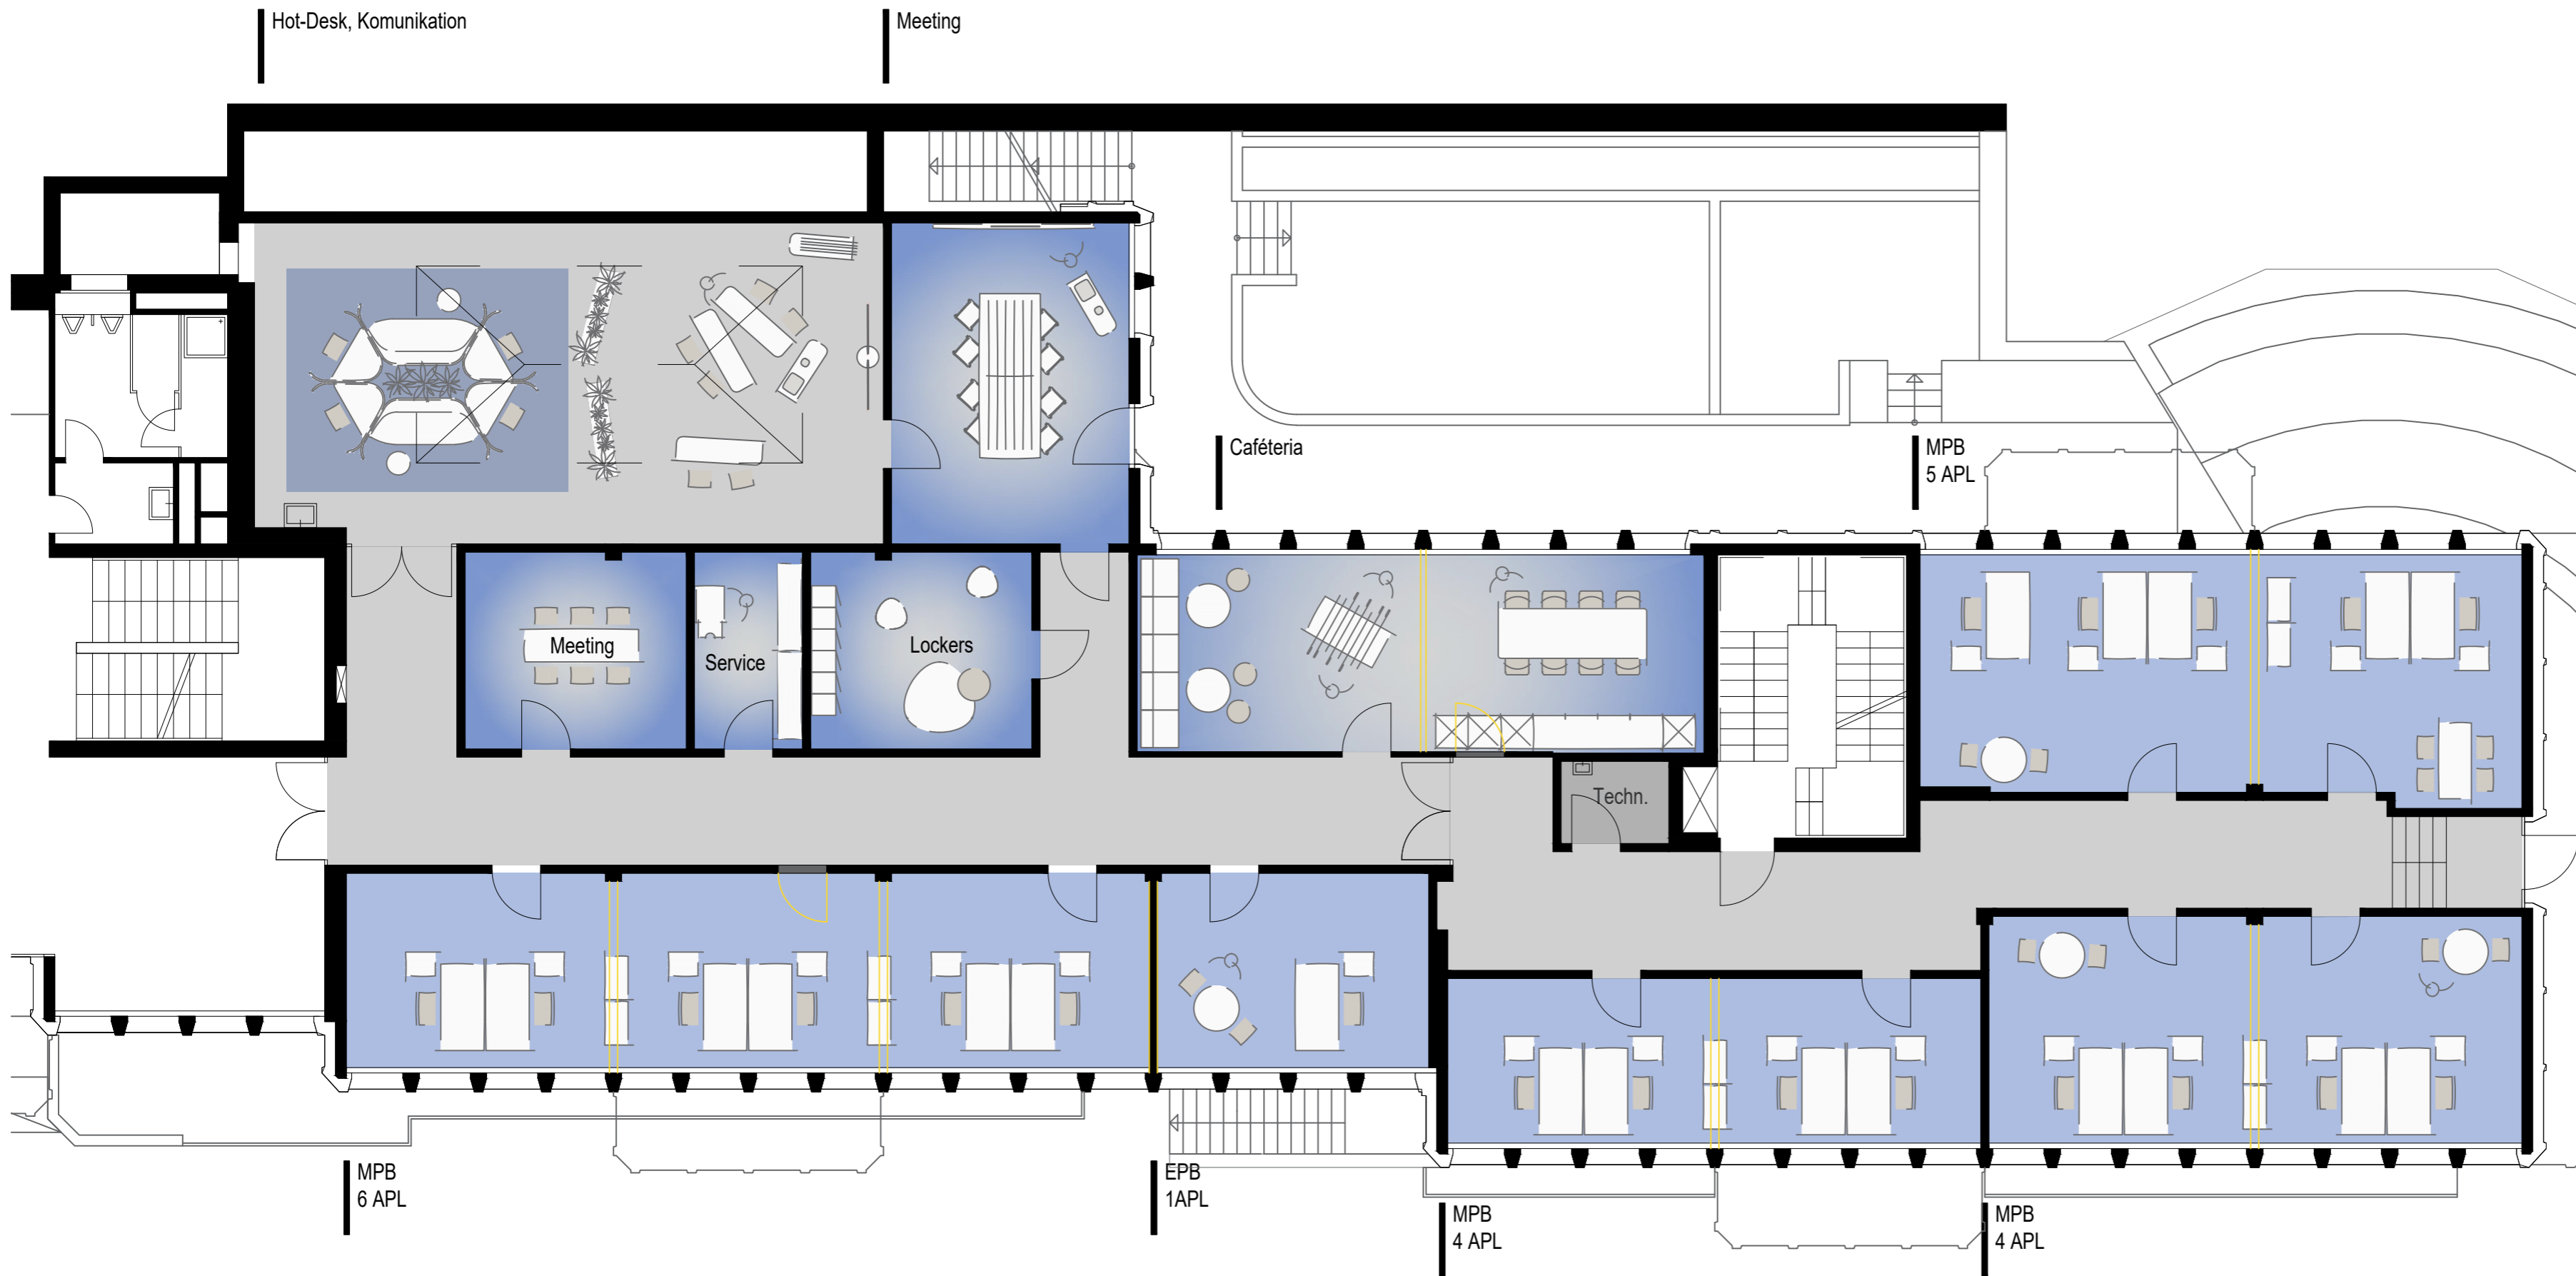 Hot-Desk, Komunikation
Meeting
Caféteria
MPB
5 APL
Meeting
Service
Lockers
Techn.
MPB
6 APL
EPB
1APL
MPB
4 APL
MPB
4 APL